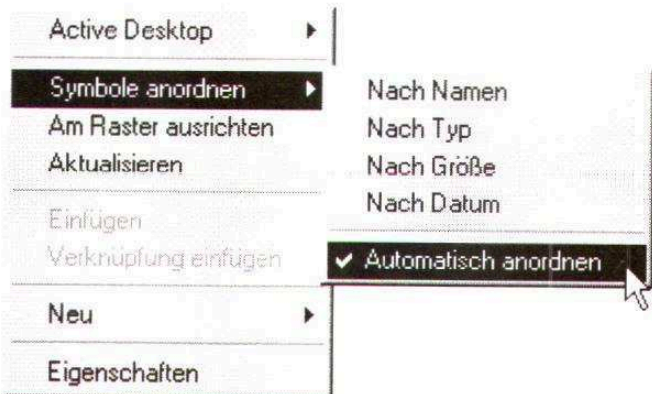 Active Desktop
Symbole anordnen
Am Raster ausrichten
Aktualisieren
Einfügen
Verknüpfung einfügen
Neu
Eigenschaften
Nach Namen
Nach Typ
Nach Größe
Nach Datum
Automatisch anordnen